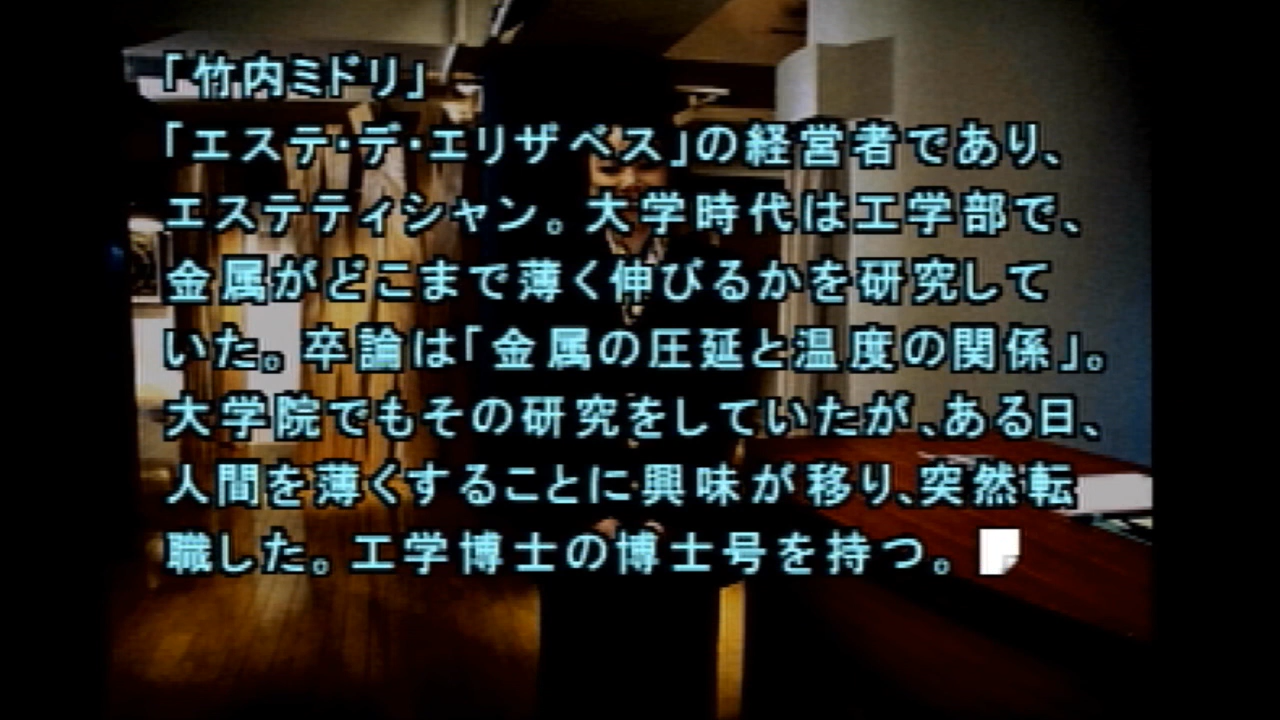 「竹内ミドリ」
「エステ・デ・エリザベス」の経営者であり、
エステティシャン。大学時代は工学部で、
金属がどこまで薄く伸びるかを研究して
いた。卒論は「金属の圧延と温度の関係」。
大学院でもその研究をしていたが、ある日、
人間を薄くすることに興味が移り、突然転
職した。工学博士の博士号を持つ。